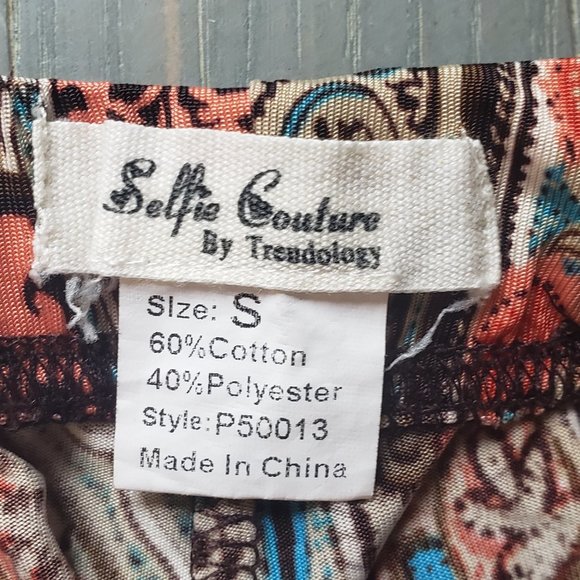 Selfie Couture
By Trendology
Size: S
60%Cotton
40%Polyester
Style:P50013
Made In China